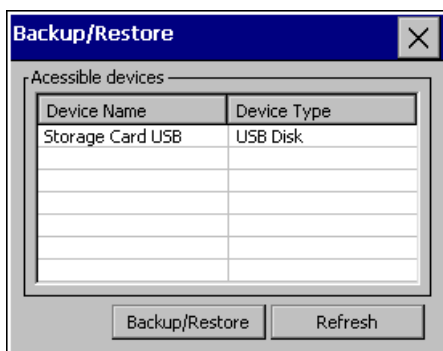 Backup/Restore
Acessible devices
Device Name Device Type
Storage Card USB USB Disk
Backup/Restore Refresh